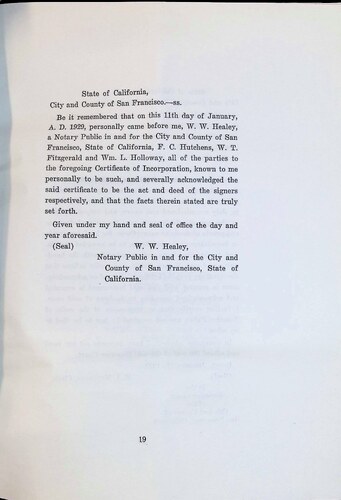 State of California,
City and County of San Francisco.—ss.
Be it remembered that on this 11th day of January,
A. D. 1929, personally came before me, W. W. Healey,
a Notary Public in and for the City and County of San
Francisco, State of California, F. C. Hutchens, W. T.
Fitzgerald and Wm. L. Holloway, all of the parties to
the foregoing Certificate of Incorporation, known to me
personally to be such, and severally acknowledged the
said certificate to be the act and deed of the signers
respectively, and that the facts therein stated are truly
set forth.
Given under my hand and seal of office the day and
year aforesaid.
(Seal) W. W. Healey,
Notary Public in and for the City and
County of San Francisco, State of
California.
19